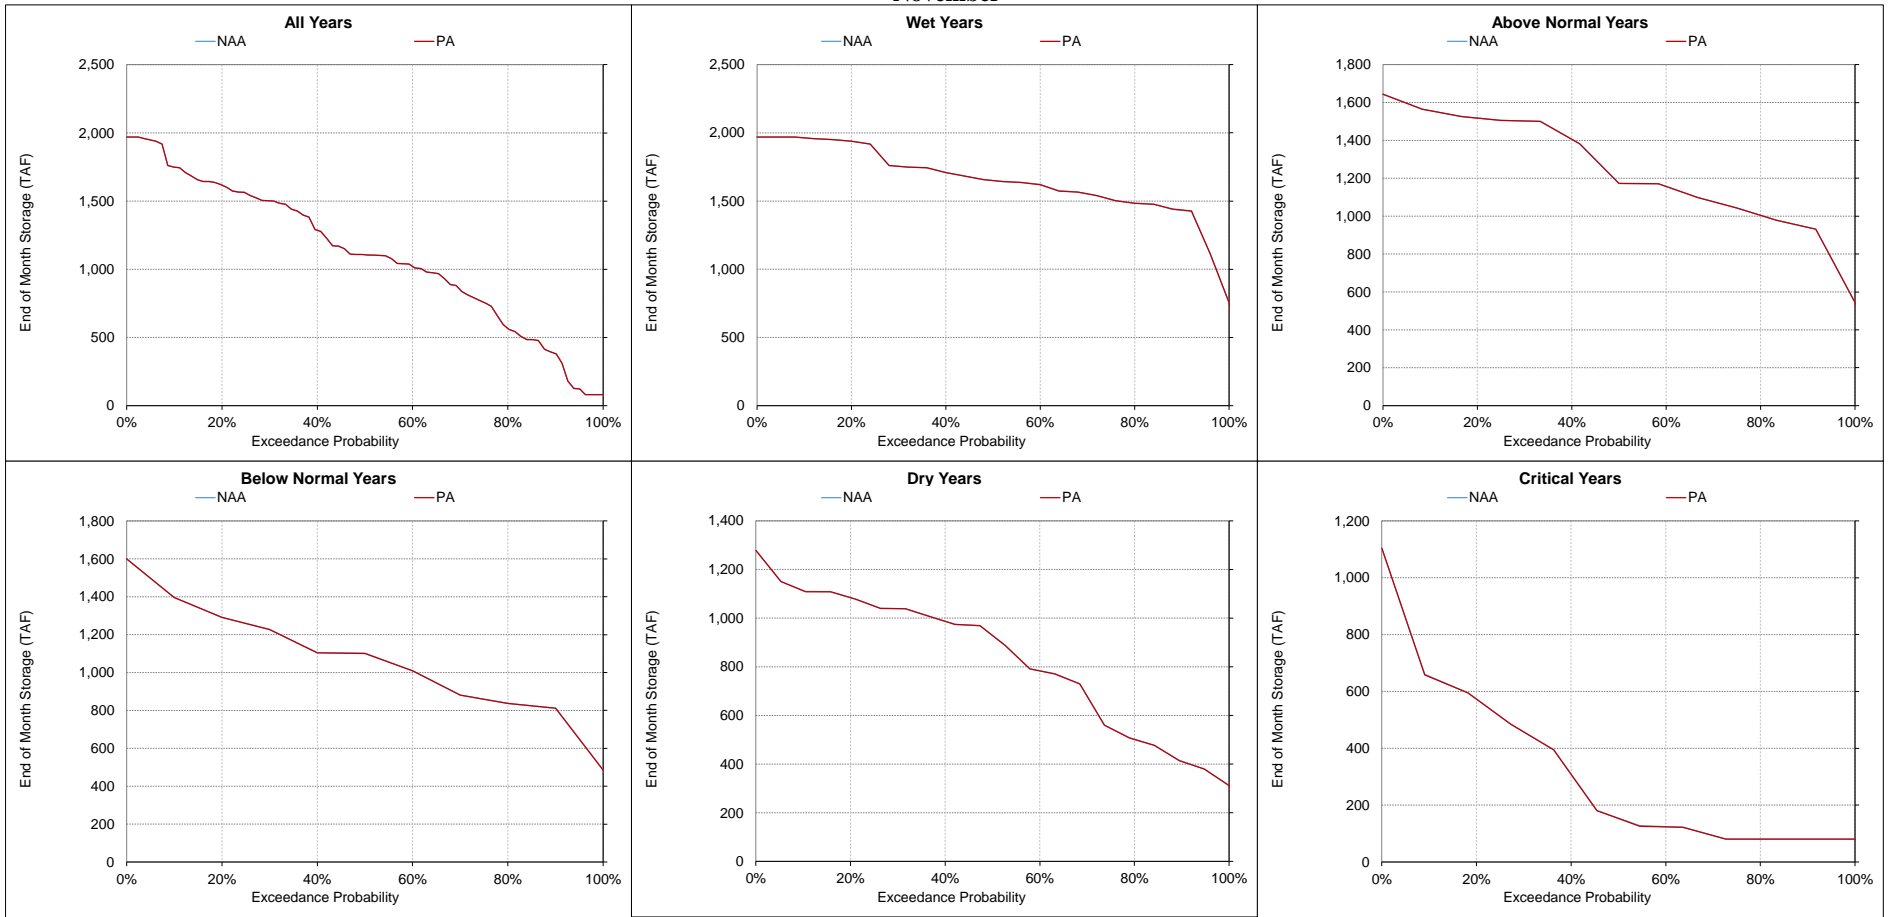 All Years
NAA PA
2,500
2,000
1,500
1,000
500
0
0% 20% 40% 60% 80% 100%
Exceedance Probability
End of Month Storage (TAF)
Wet Years
NAA PA
2,500
2,000
1,500
1,000
500
0
0% 20% 40% 60% 80% 100%
Exceedance Probability
End of Month Storage (TAF)
Above Normal Years
NAA PA
1,800
1,600
1,400
1,200
1,000
800
600
400
200
0
0% 20% 40% 60% 80% 100%
Exceedance Probability
End of Month Storage (TAF)
Below Normal Years
NAA PA
1,800
1,600
1,400
1,200
1,000
800
600
400
200
0
0% 20% 40% 60% 80% 100%
Exceedance Probability
End of Month Storage (TAF)
Dry Years
NAA PA
1,400
1,200
1,000
800
600
400
200
0
0% 20% 40% 60% 80% 100%
Exceedance Probability
End of Month Storage (TAF)
Critical Years
NAA PA
1,200
1,000
800
600
400
200
0
0% 20% 40% 60% 80% 100%
Exceedance Probability
End of Month Storage (TAF)